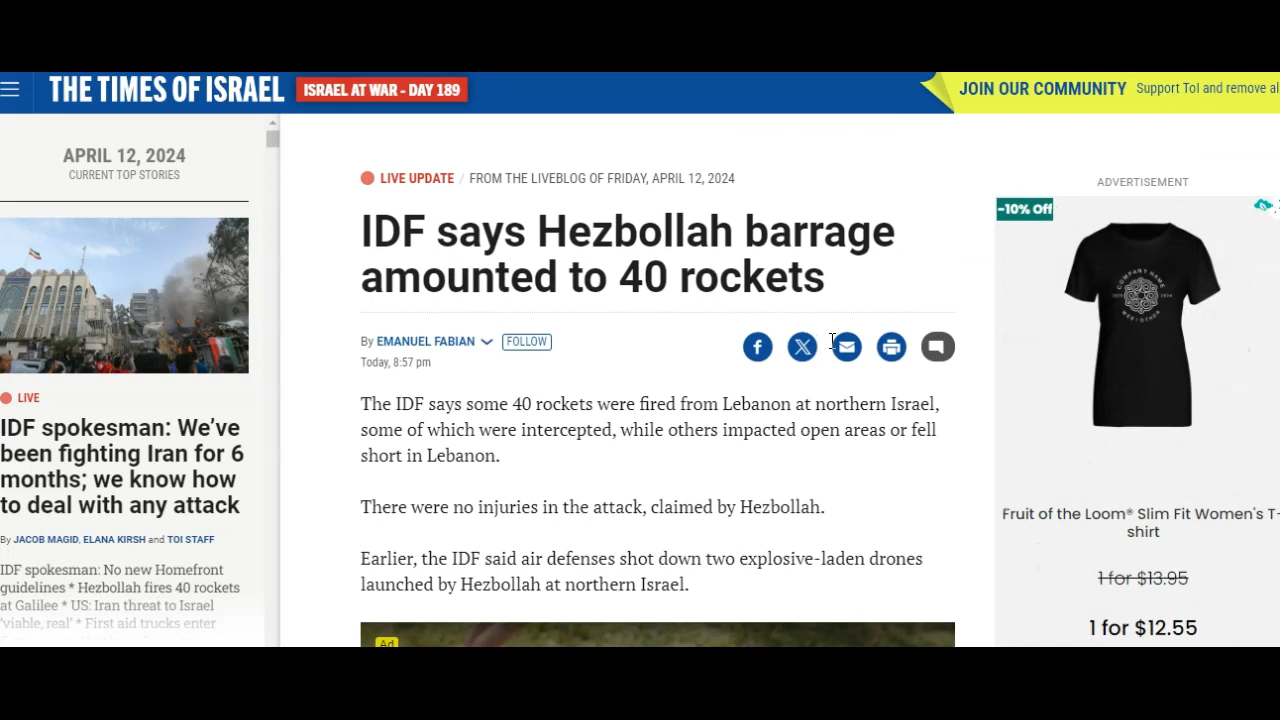 THE TIMES OF ISRAEL
ISRAEL AT WAR - DAY 189
JOIN OUR COMMUNITY Support ToI and remove al
APRIL 12, 2024
CURRENT TOP STORIES
LIVE
IDF spokesman: We've
been fighting Iran for 6
months; we know how
to deal with any attack
By JACOB MAGID, ELANA KIRSH and TOI STAFF
IDF spokesman: No new Homefront
guidelines * Hezbollah fires 40 rockets
at Galilee * US: Iran threat to Israel
'viable, real' * First aid trucks enter
LIVE UPDATE / FROM THE LIVEBLOG OF FRIDAY, APRIL 12, 2024
IDF says Hezbollah barrage
amounted to 40 rockets
By EMANUEL FABIAN FOLLOW
Today, 8:57 pm
The IDF says some 40 rockets were fired from Lebanon at northern Israel,
some of which were intercepted, while others impacted open areas or fell
short in Lebanon.
There were no injuries in the attack, claimed by Hezbollah.
Earlier, the IDF said air defenses shot down two explosive-laden drones
launched by Hezbollah at northern Israel.
Ad
ADVERTISEMENT
-10% Off
COMPANY NAME
Fruit of the Loom® Slim Fit Women's T-
shirt
1 for $13.95
1 for $12.55